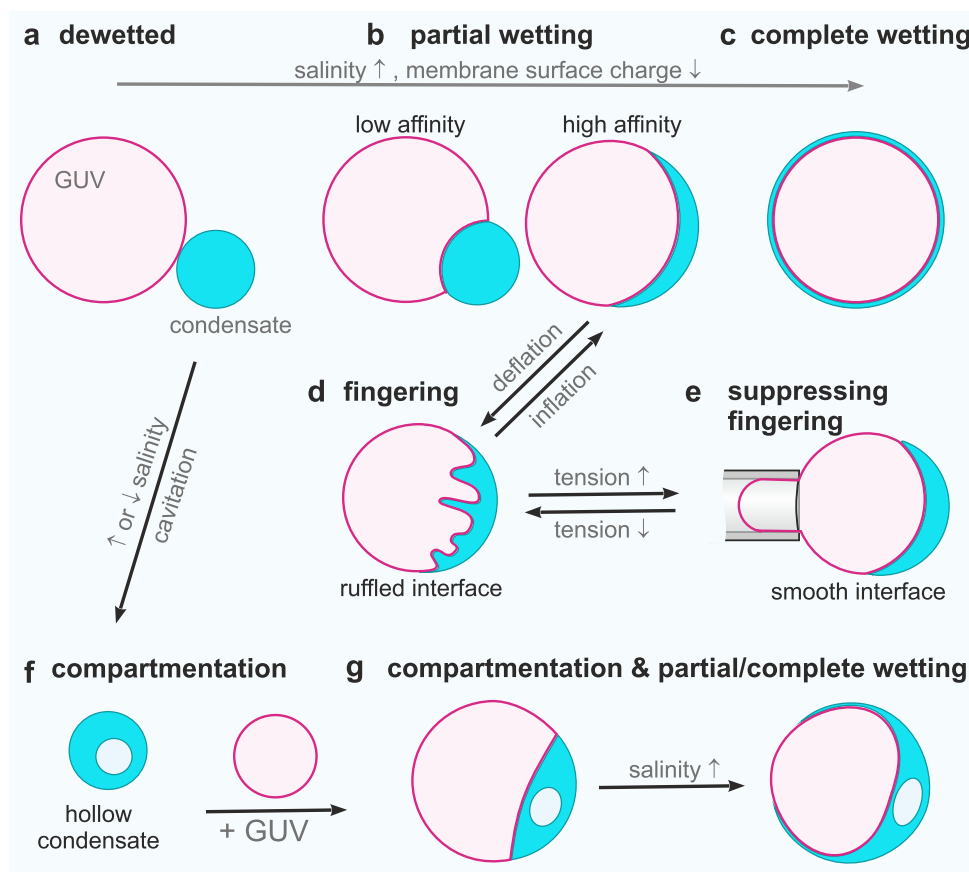 a dewetted
b partial wetting
c complete wetting
salinity ↑ , membrane surface charge ↓
low affinity
high affinity
GUV
condensate
deflation
inflation
d fingering
e suppressing
fingering
↑ or ↓ salinity
cavitation
tension ↑
tension ↓
ruffled interface
smooth interface
f compartmentation
g compartmentation & partial/complete wetting
hollow
condensate
+ GUV
salinity ↑